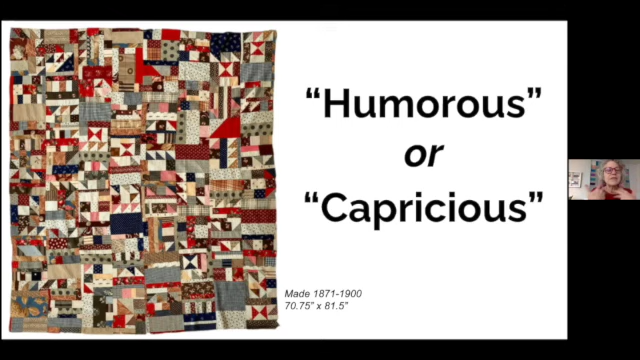 “Humorous”
or
“Capricious”
Made 1871-1900
70.75” x 81.5”